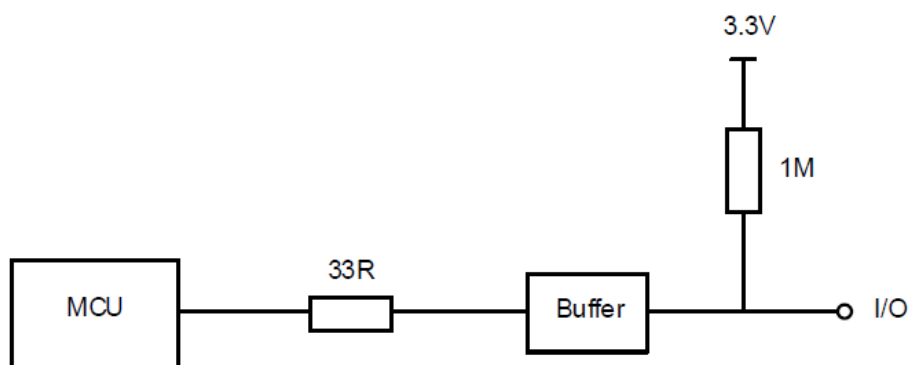 3.3V
1M
33R
MCU
Buffer
I/O